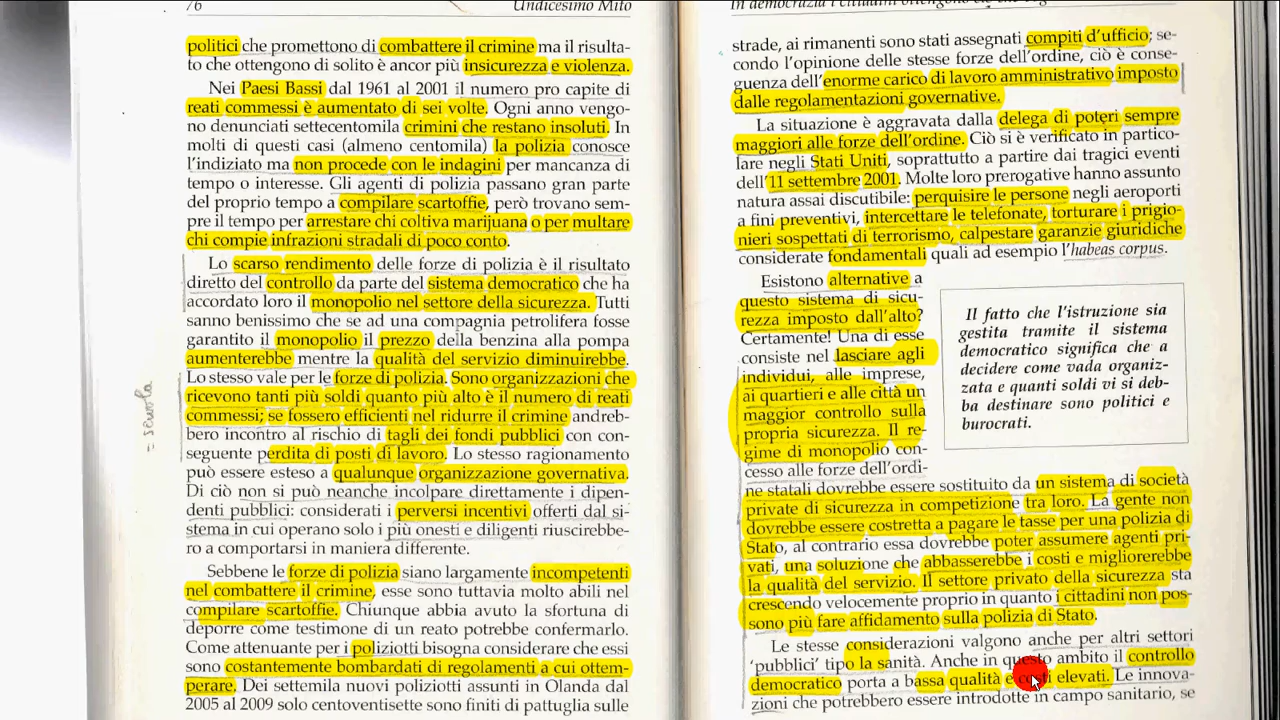 76 Undicesimo Mito
politici che promettono di combattere il crimine ma il risulta-
to che ottengono di solito è ancor più insicurezza e violenza.
Nei Paesi Bassi dal 1961 al 2001 il numero pro capite di
reati commessi è aumentato di sei volte. Ogni anno vengo-
no denunciati settecentomila crimini che restano insoluti. In
molti di questi casi (almeno centomila) la polizia conosce
l'indiziato ma non procede con le indagini per mancanza di
tempo o interesse. Gli agenti di polizia passano gran parte
del proprio tempo a compilare scartoffie, però trovano sem-
pre il tempo per arrestare chi coltiva marijuana o per multare
chi compie infrazioni stradali di poco conto.
Lo scarso rendimento delle forze di polizia è il risultato
diretto del controllo da parte del sistema democratico che ha
accordato loro il monopolio nel settore della sicurezza. Tutti
sanno benissimo che se ad una compagnia petrolifera fosse
garantito il monopolio il prezzo della benzina alla pompa
aumenterebbe mentre la qualità del servizio diminuirebbe.
Lo stesso vale per le forze di polizia. Sono organizzazioni che
ricevono tanti più soldi quanto più alto è il numero di reati
commessi; se fossero efficienti nel ridurre il crimine andreb-
bero incontro al rischio di tagli dei fondi pubblici con con-
seguente perdita di posti di lavoro. Lo stesso ragionamento
può essere esteso a qualunque organizzazione governativa.
Di ciò non si può neanche incolpare direttamente i dipen-
denti pubblici: considerati i perversi incentivi offerti dal si-
stema in cui operano solo i più onesti e diligenti riuscirebbe-
ro a comportarsi in maniera differente.
Sebbene le forze di polizia siano largamente incompetenti
nel combattere il crimine, esse sono tuttavia molto abili nel
compilare scartoffie. Chiunque abbia avuto la sfortuna di
deporre come testimone di un reato potrebbe confermarlo.
Come attenuante per i poliziotti bisogna considerare che essi
sono costantemente bombardati di regolamenti a cui ottem-
perare. Dei settemila nuovi poliziotti assunti in Olanda dal
2005 al 2009 solo centoventisette sono finiti di pattuglia sulle
= scuola
In democrazia i cittadini ottengono
strade, ai rimanenti sono stati assegnati compiti d'ufficio; se-
condo l'opinione delle stesse forze dell'ordine, ciò è conse-
guenza dell'enorme carico di lavoro amministrativo imposto
dalle regolamentazioni governative.
La situazione è aggravata dalla delega di poteri sempre
maggiori alle forze dell'ordine. Ciò si è verificato in partico-
lare negli Stati Uniti, soprattutto a partire dai tragici eventi
dell'11 settembre 2001. Molte loro prerogative hanno assunto
natura assai discutibile: perquisire le persone negli aeroporti
a fini preventivi, intercettare le telefonate, torturare i prigio-
nieri sospettati di terrorismo, calpestare garanzie giuridiche
considerate fondamentali quali ad esempio l'habeas corpus.
Esistono alternative a
questo sistema di sicu-
rezza imposto dall'alto?
Certamente! Una di esse
consiste nel lasciare agli
individui, alle imprese,
ai quartieri e alle città un
maggior controllo sulla
propria sicurezza. Il re-
gime di monopolio con-
cesso alle forze dell'ordi-
ne statali dovrebbe essere sostituito da un sistema di società
private di sicurezza in competizione tra loro. La gente non
dovrebbe essere costretta a pagare le tasse per una polizia di
Stato, al contrario essa dovrebbe poter assumere agenti pri-
vati, una soluzione che abbasserebbe i costi e migliorerebbe
la qualità del servizio. Il settore privato della sicurezza sta
crescendo velocemente proprio in quanto i cittadini non pos-
sono più fare affidamento sulla polizia di Stato.
Le stesse considerazioni valgono anche per altri settori
'pubblici' tipo la sanità. Anche in questo ambito il controllo
democratico porta a bassa qualità e costi elevati. Le innova-
zioni che potrebbero essere introdotte in campo sanitario, se
Il fatto che l'istruzione sia
gestita tramite il sistema
democratico significa che a
decidere come vada organiz-
zata e quanti soldi vi si deb-
ba destinare sono politici e
burocrati.